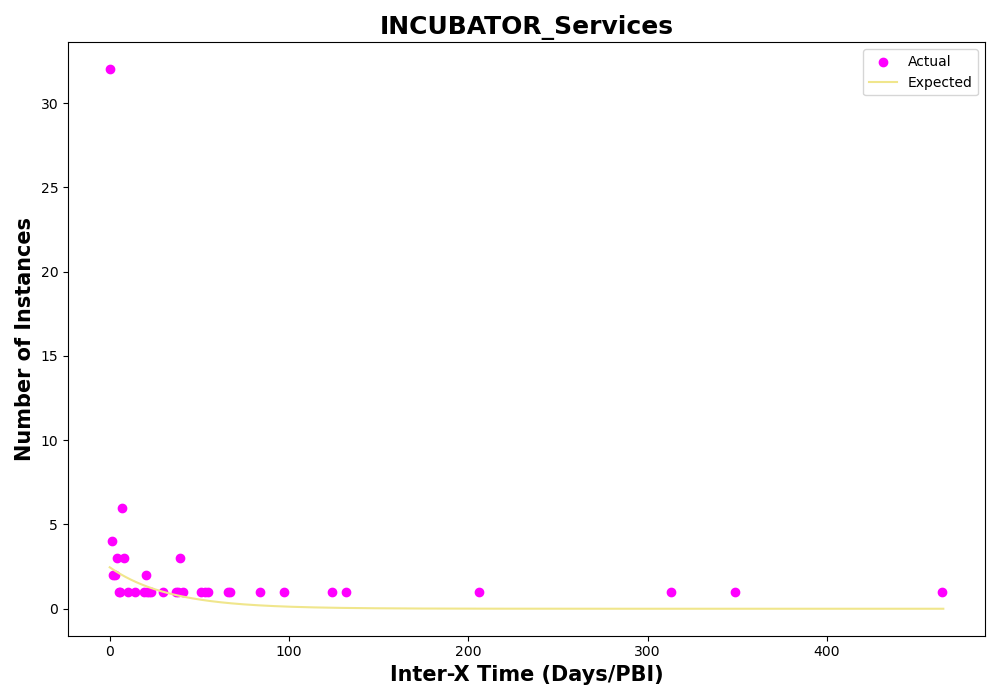 INCUBATOR_Services
Actual
Expected
Number of Instances
30
25
20
15
10
5
0
0
100
200
300
400
Inter-X Time (Days/PBI)